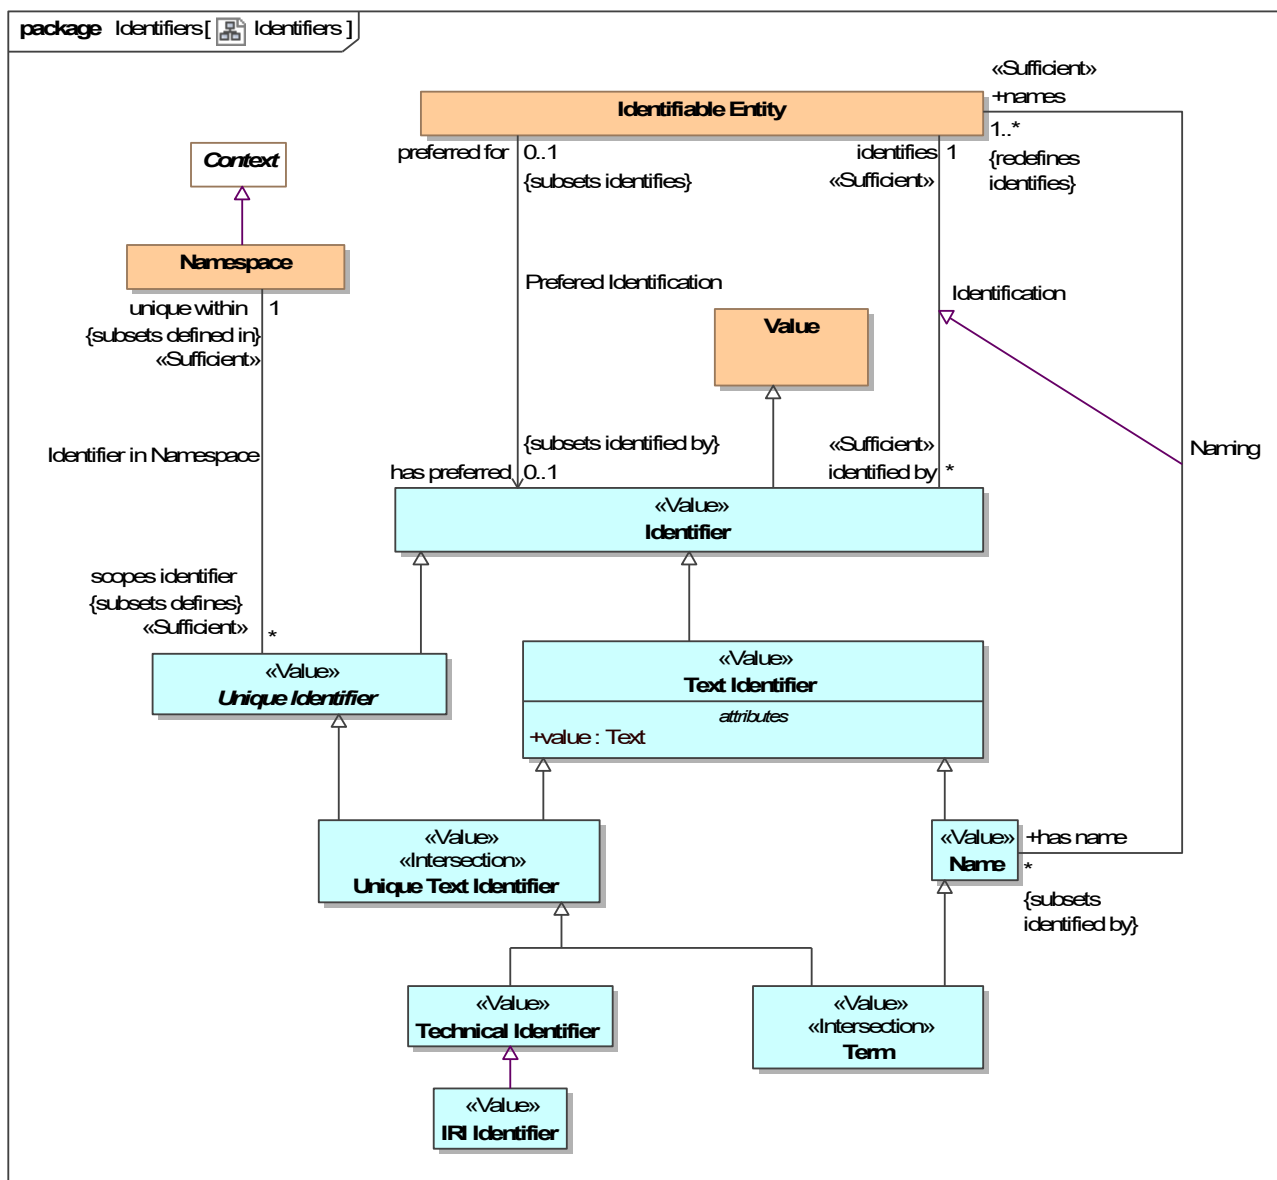 package Identifiers[ Identifiers ]
«Sufficient»
+names
Identifiable Entity
1..*
{redefines
identifies}
preferred for 0..1
{subsets identifies}
identifies 1
«Sufficient»
Context
Namespace
unique within 1
{subsets defined in}
«Sufficient»
Prefered Identification
Identification
Value
Identifier in Namespace
{subsets identified by}
has preferred 0..1
«Sufficient»
identified by *
Naming
«Value»
Identifier
scopes identifier
{subsets defines}
«Sufficient» *
«Value»
Unique Identifier
«Value»
Text Identifier
attributes
+value : Text
«Value»
«Intersection»
Unique Text Identifier
«Value»
Name
+has name
*
{subsets
identified by}
«Value»
Technical Identifier
«Value»
«Intersection»
Term
«Value»
IRI Identifier